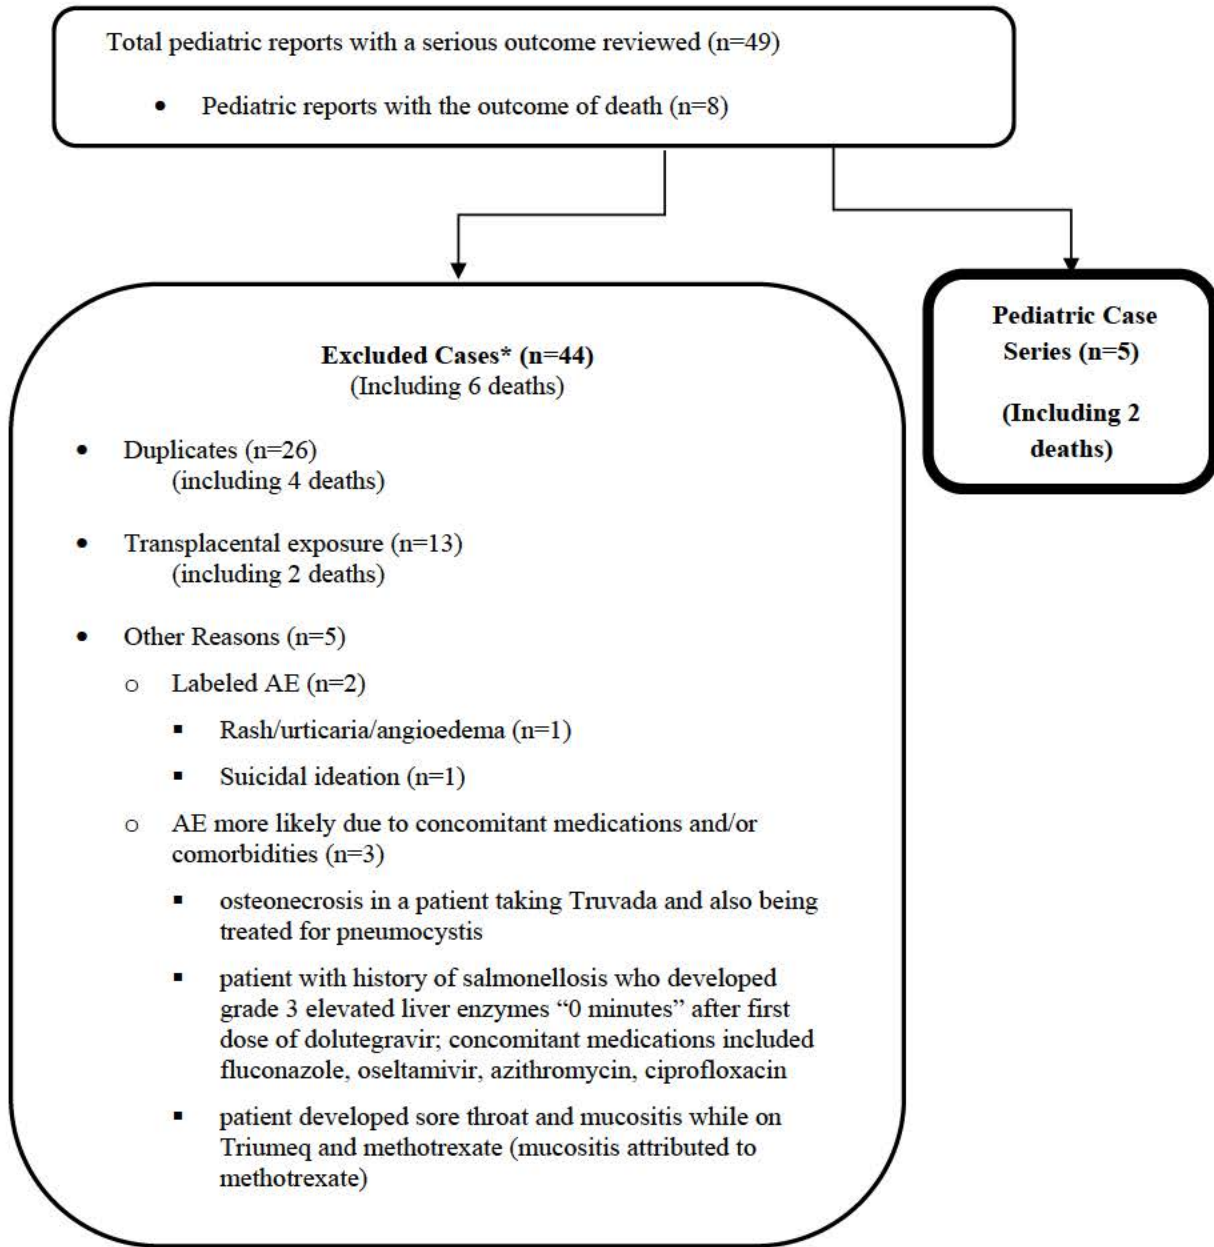 Total pediatric reports with a serious outcome reviewed (n=49)
• Pediatric reports with the outcome of death (n=8)
Excluded Cases* (n=44)
(Including 6 deaths)
• Duplicates (n=26)
(including 4 deaths)
• Transplacental exposure (n=13)
(including 2 deaths)
• Other Reasons (n=5)
o Labeled AE (n=2)
▪ Rash/urticaria/angioedema (n=1)
▪ Suicidal ideation (n=1)
o AE more likely due to concomitant medications and/or
comorbidities (n=3)
▪ osteonecrosis in a patient taking Truvada and also being
treated for pneumocystis
▪ patient with history of salmonellosis who developed
grade 3 elevated liver enzymes “0 minutes” after first
dose of dolutegravir; concomitant medications included
fluconazole, oseltamivir, azithromycin, ciprofloxacin
▪ patient developed sore throat and mucositis while on
Triumeq and methotrexate (mucositis attributed to
methotrexate)
Pediatric Case
Series (n=5)
(Including 2
deaths)